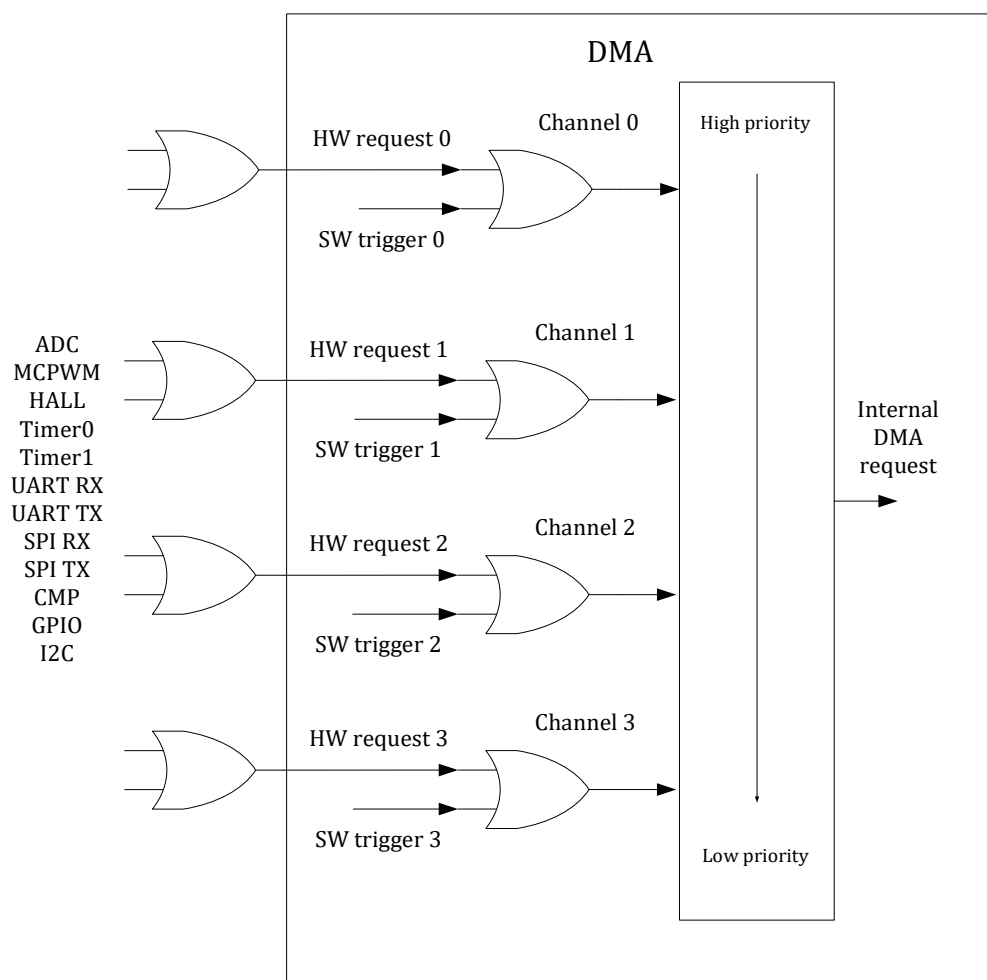 DMA
High priority
Channel 0
HW request 0
SW trigger 0
Channel 1
HW request 1
SW trigger 1
ADC
MCPWM
HALL
Timer0
Timer1
UART RX
UART TX
SPI RX
SPI TX
CMP
GPIO
I2C
Internal
DMA
request
Channel 2
HW request 2
SW trigger 2
Channel 3
HW request 3
SW trigger 3
Low priority